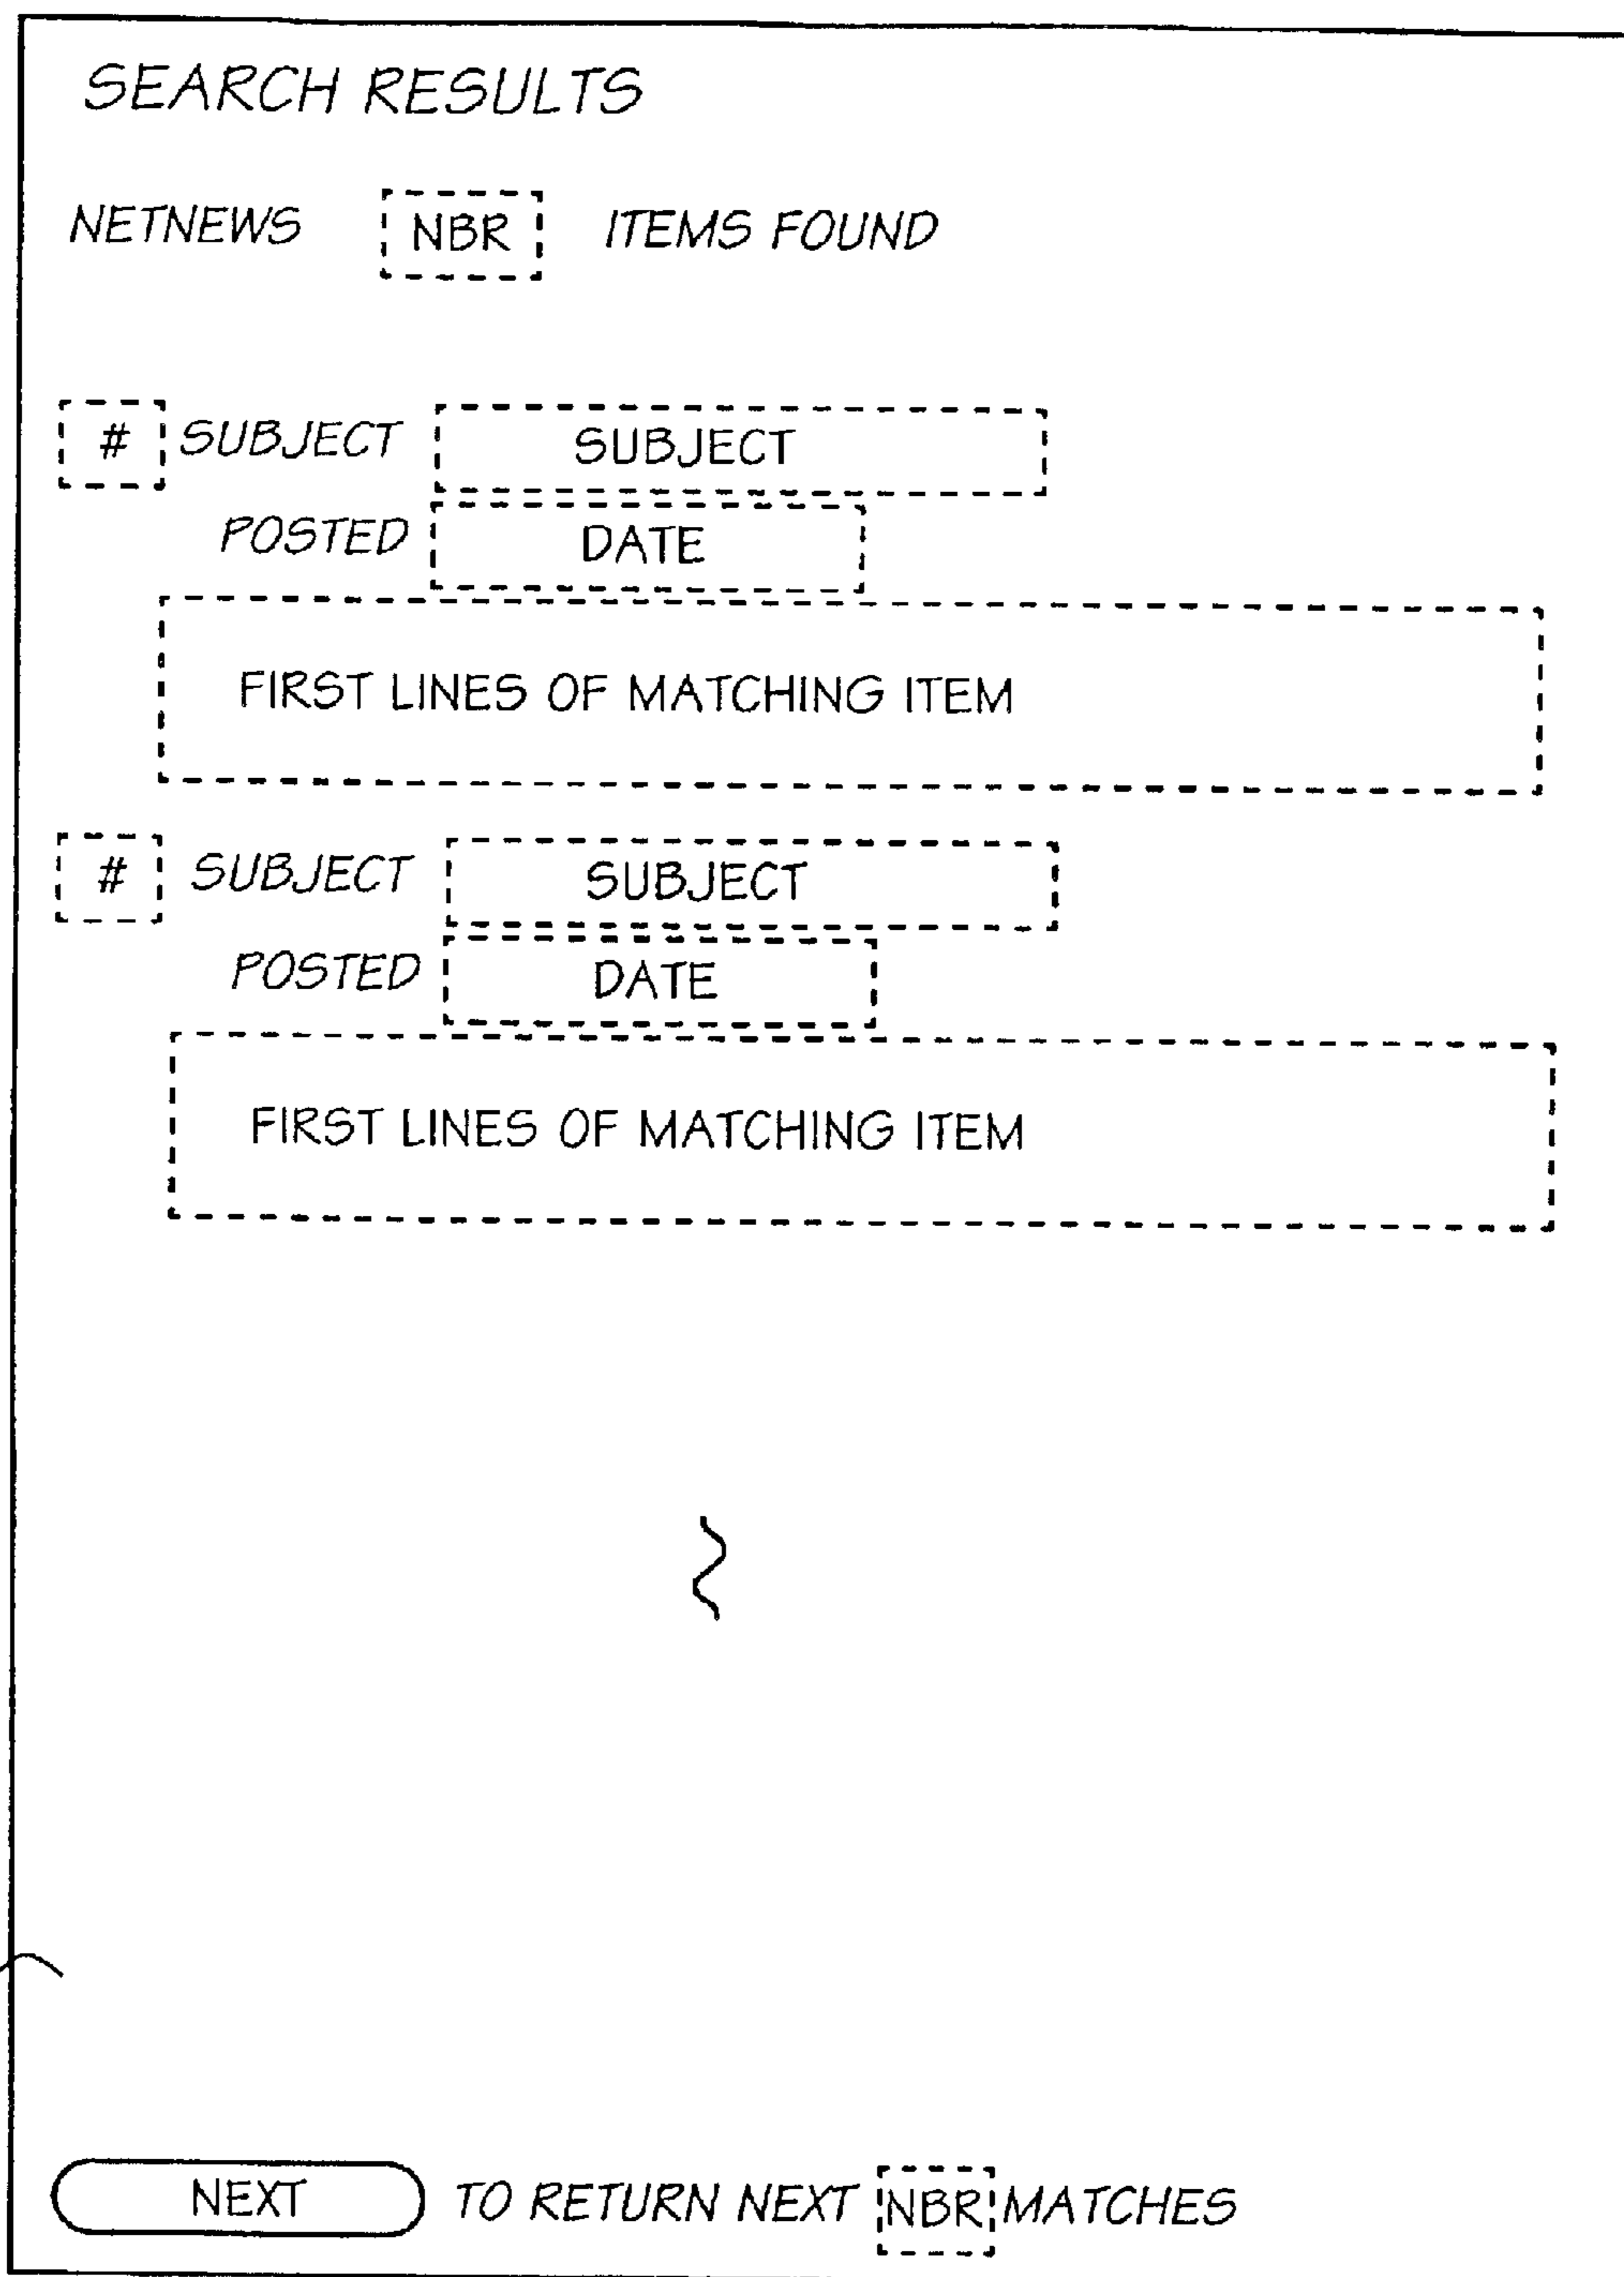 SEARCH RESULTS
NETNEWS NBR ITEMS FOUND
# SUBJECT SUBJECT
POSTED DATE
FIRST LINES OF MATCHING ITEM
# SUBJECT SUBJECT
POSTED DATE
FIRST LINES OF MATCHING ITEM
NEXT TO RETURN NEXT NBR MATCHES